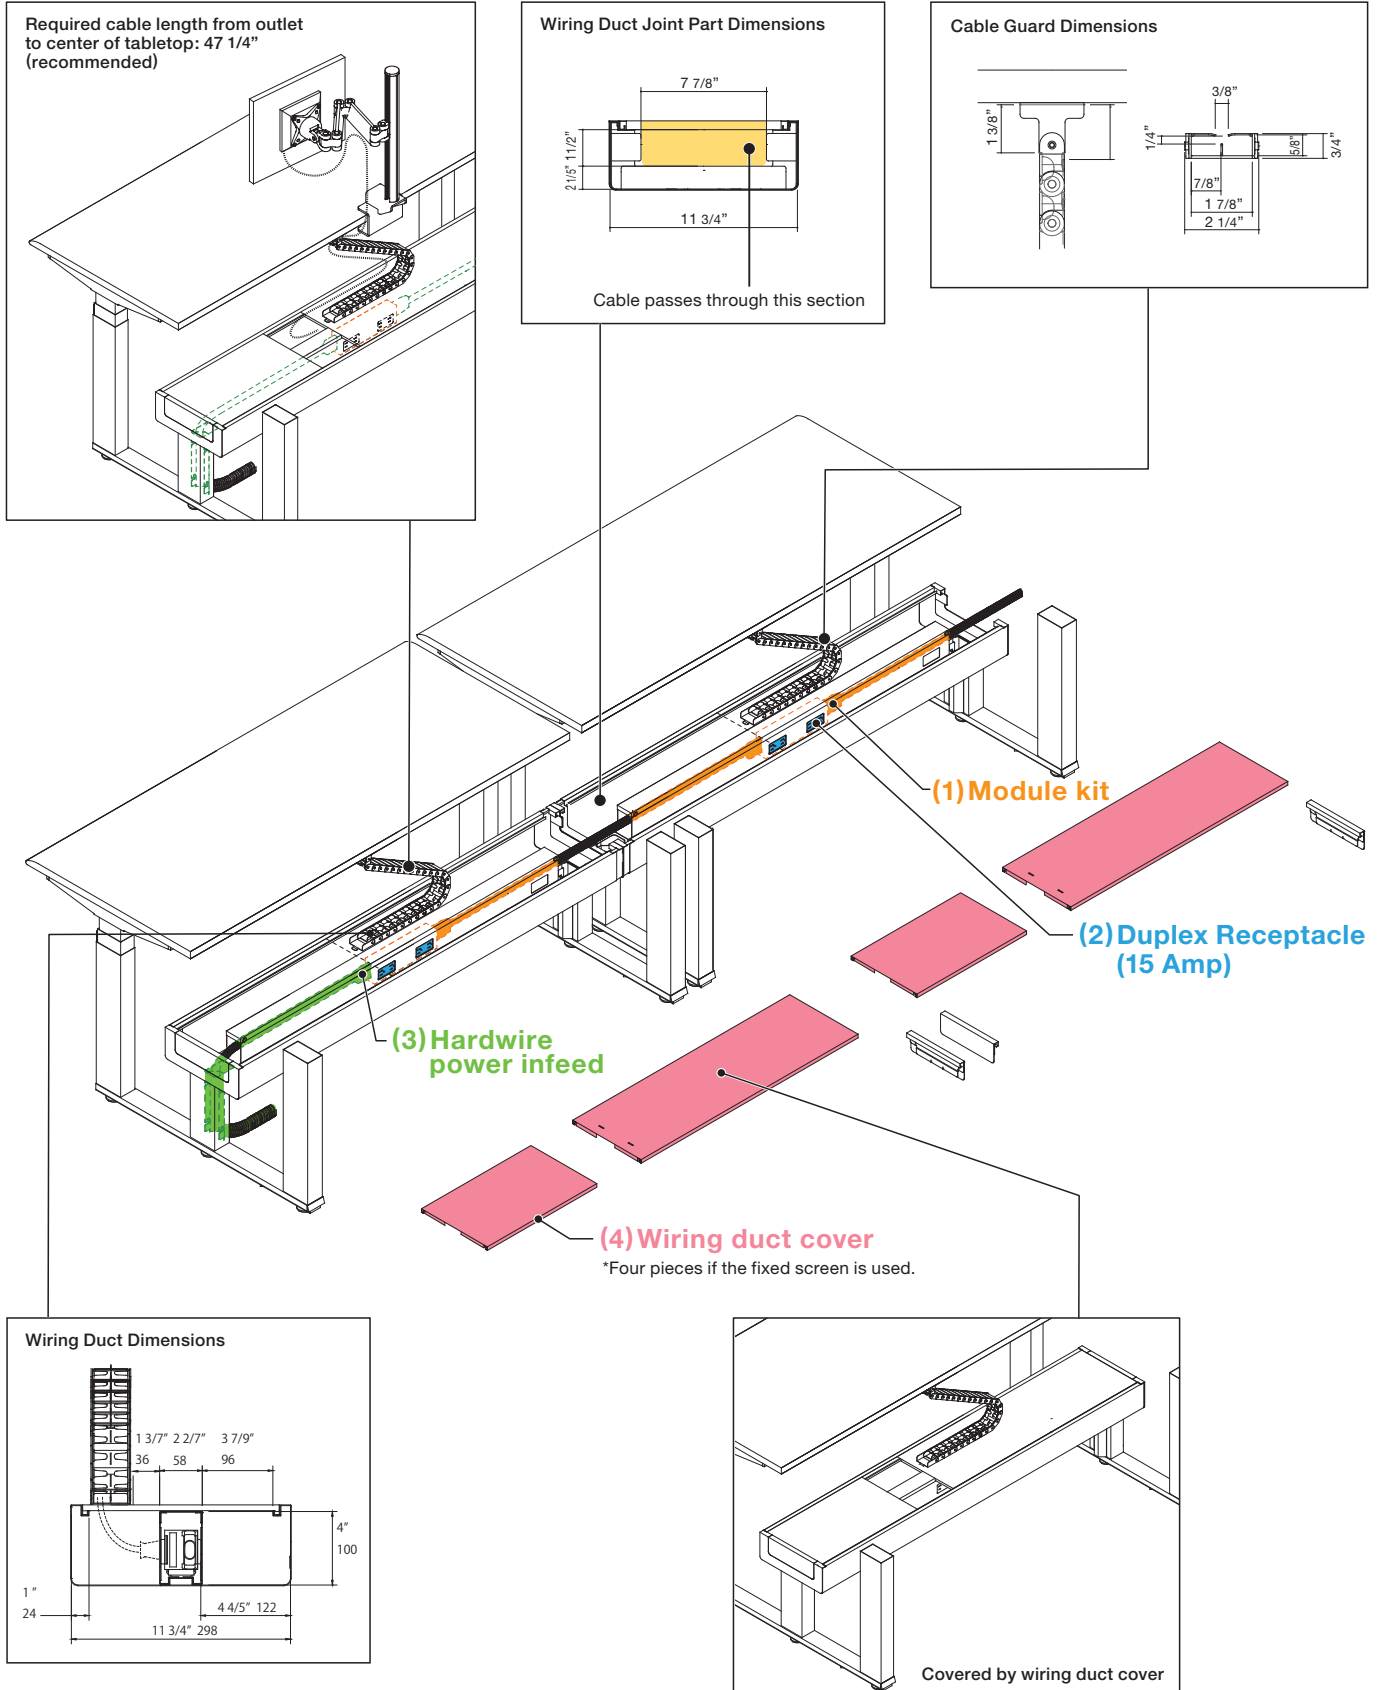 Required cable length from outlet
to center of tabletop: 47 1/4”
(recommended)
Wiring Duct Joint Part Dimensions
7 7/8”
11/2”
2 1/5”
11 3/4”
Cable passes through this section
Cable Guard Dimensions
1 3/8”
3/8”
1/4”
5/8”
3/4”
7/8”
1 7/8”
2 1/4”
(1) Module kit
(2) Duplex Receptacle
(15 Amp)
(3) Hardwire
power infeed
(4) Wiring duct cover
*Four pieces if the fixed screen is used.
Wiring Duct Dimensions
1 3/7” 2 2/7” 3 7/9”
36 58 96
4”
100
1 ”
24
4 4/5” 122
11 3/4” 298
Covered by wiring duct cover